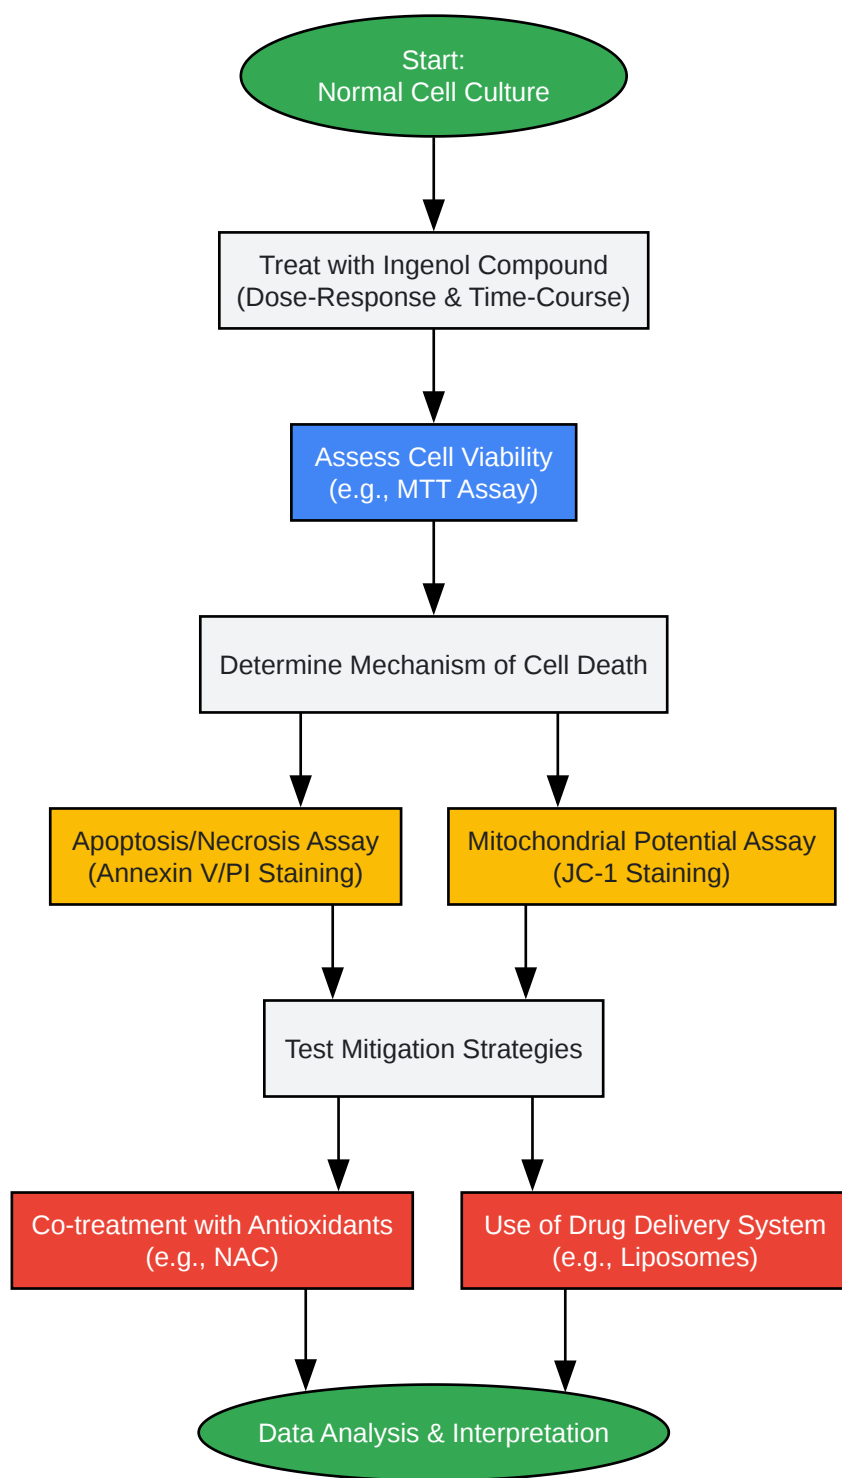 Start:
Normal Cell Culture
Treat with Ingenol Compound
(Dose-Response & Time-Course)
Assess Cell Viability
(e.g., MTT Assay)
Determine Mechanism of Cell Death
Apoptosis/Necrosis Assay
(Annexin V/PI Staining)
Mitochondrial Potential Assay
(JC-1 Staining)
Test Mitigation Strategies
Co-treatment with Antioxidants
(e.g., NAC)
Use of Drug Delivery System
(e.g., Liposomes)
Data Analysis & Interpretation